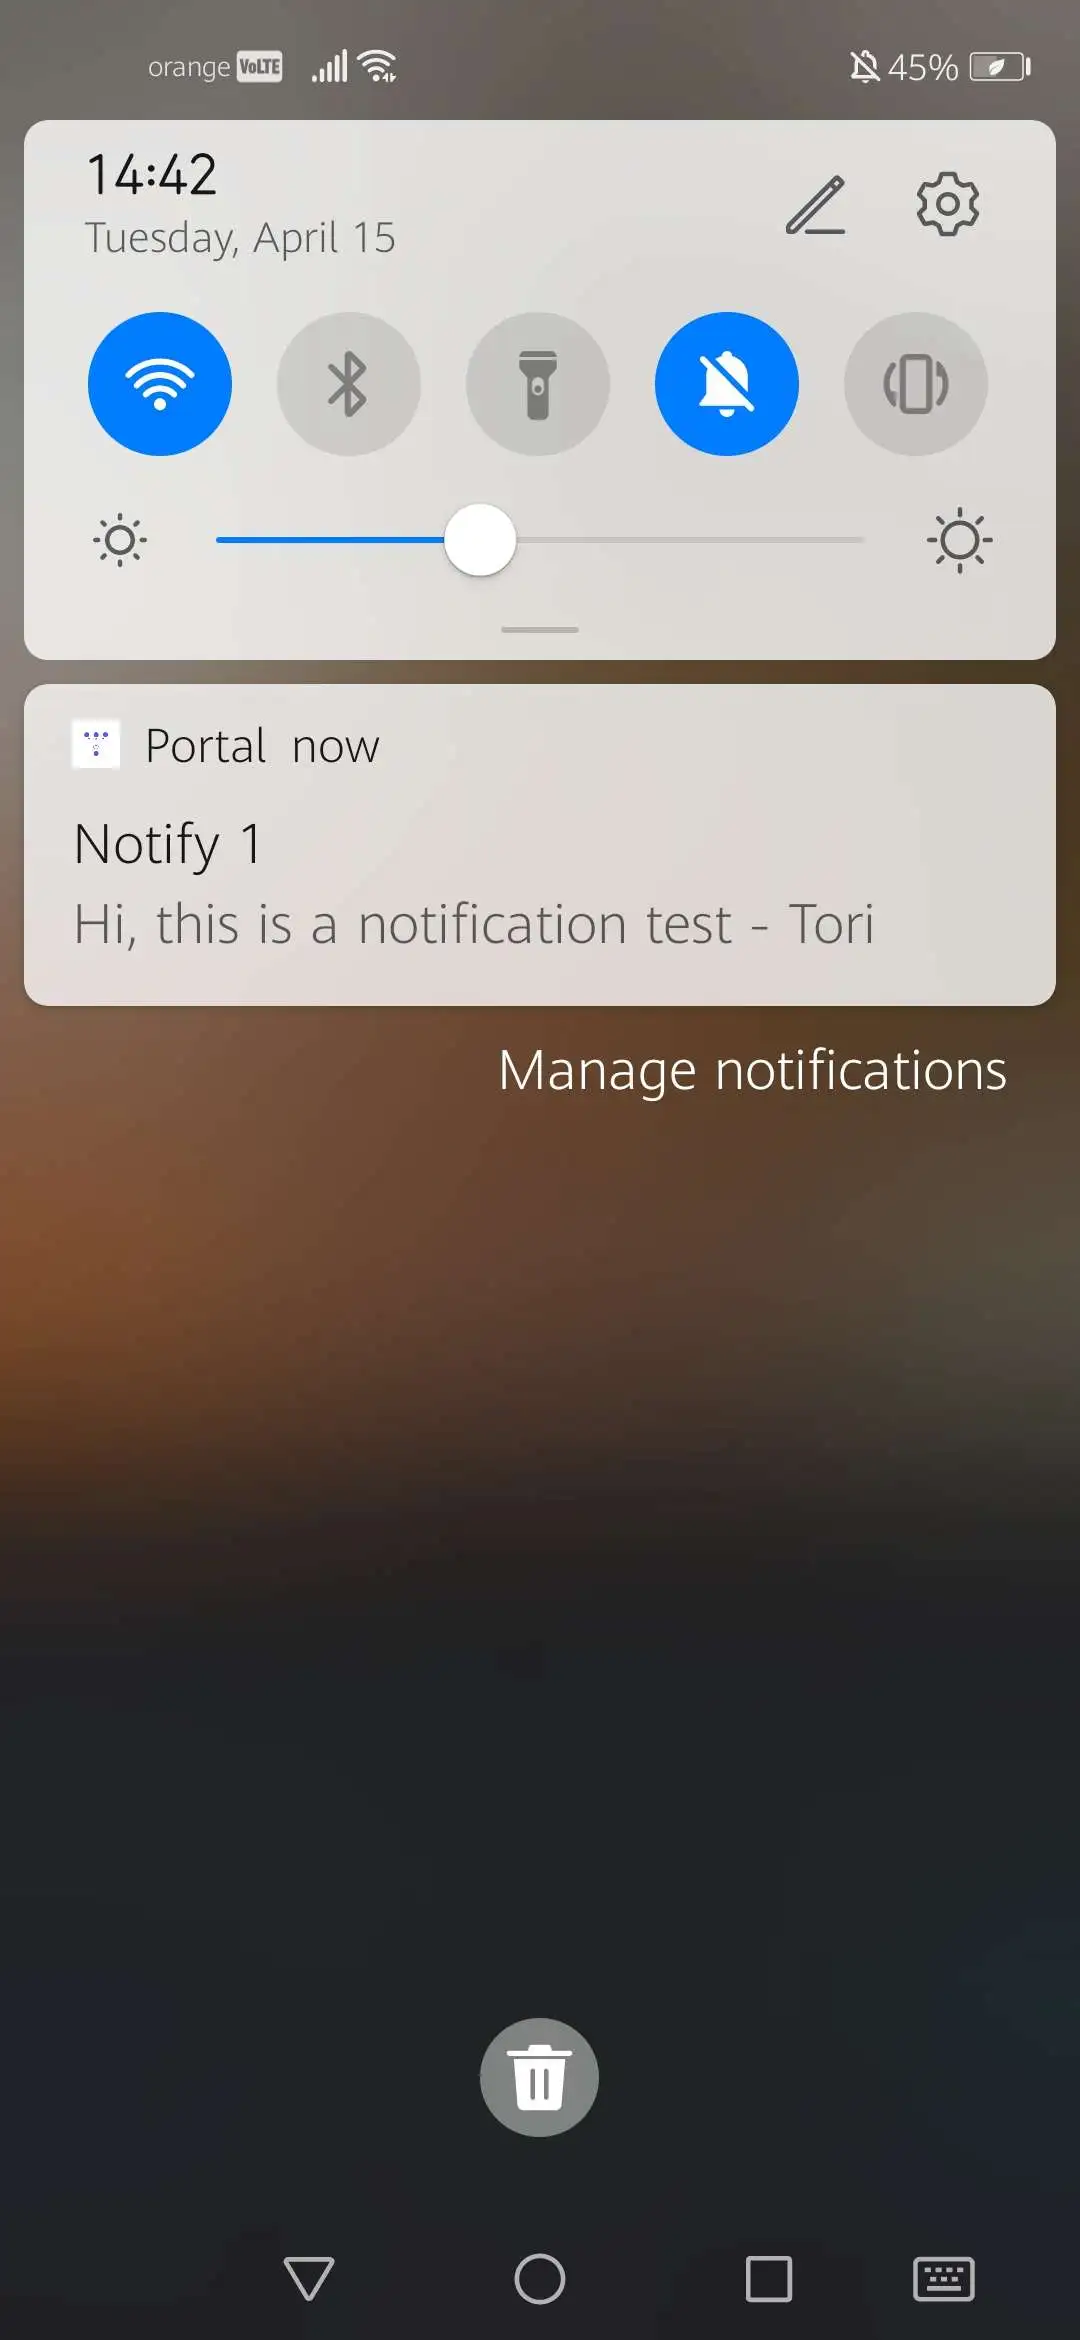 orange VoLTE 45%
14:42
Tuesday, April 15
Portal now
Notify 1
Hi, this is a notification test - Tori
Manage notifications